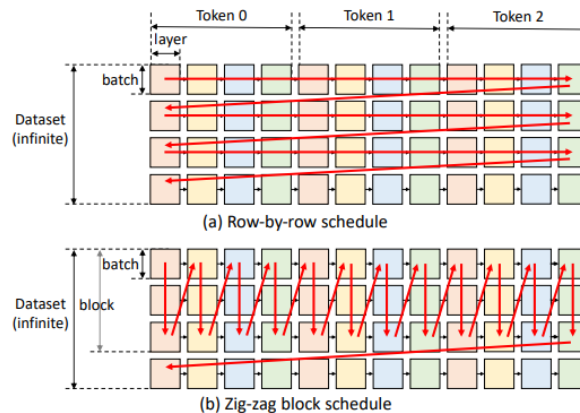 Token 0 Token 1 Token 2
layer
batch
Dataset
(infinite)
(a) Row-by-row schedule
batch
block
Dataset
(infinite)
(b) Zig-zag block schedule